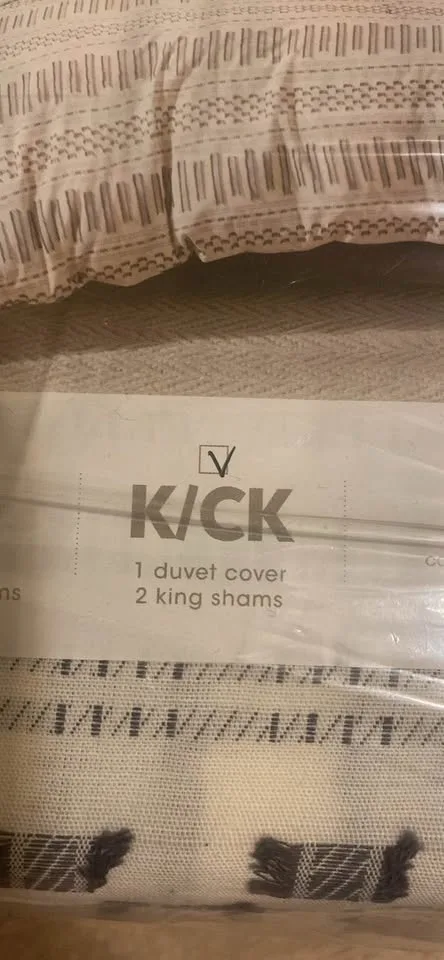 K/CK
1 duvet cover
2 king shams